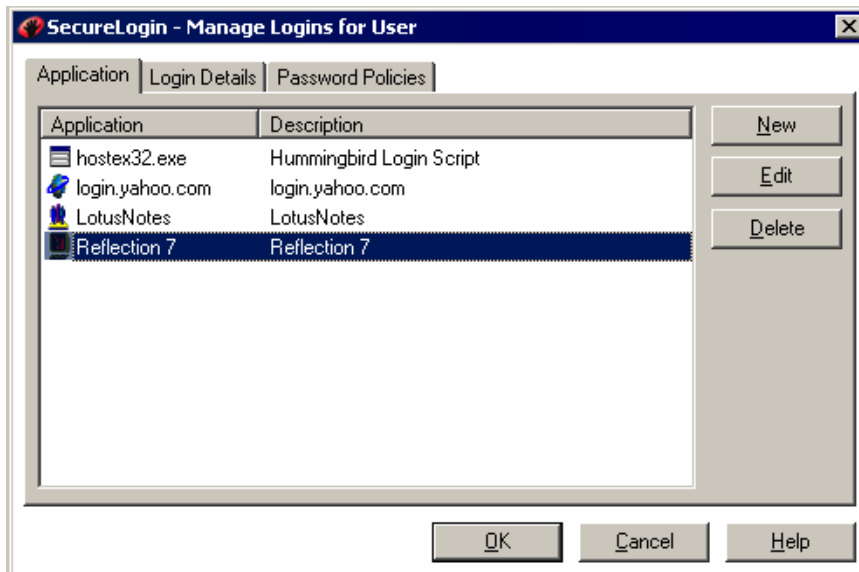 SecureLogin - Manage Logins for User
Application Login Details Password Policies
Application Description
hostex32.exe Hummingbird Login Script
login.yahoo.com login.yahoo.com
LotusNotes LotusNotes
Reflection 7 Reflection 7
New
Edit
Delete
OK Cancel Help